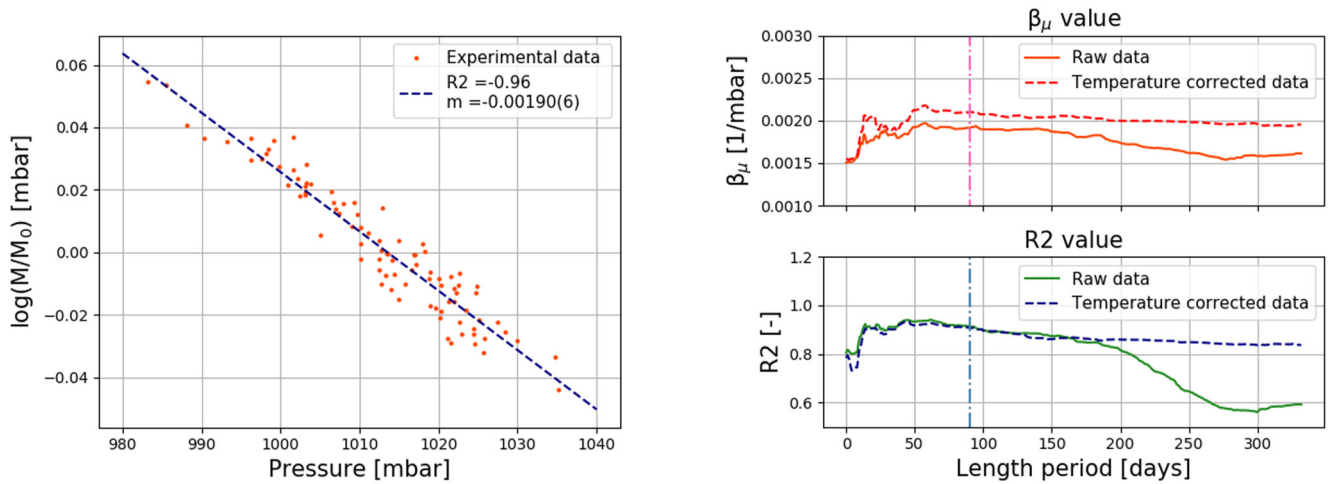 0.06
0.04
0.02
0.00
−0.02
−0.04
log(M/M₀) [mbar]
Experimental data
R2 =-0.96
m =-0.00190(6)
980
990
1000
1010
1020
1030
1040
Pressure [mbar]
βμ value
0.0030
0.0025
0.0020
0.0015
0.0010
βμ [1/mbar]
Raw data
Temperature corrected data
R2 value
1.2
1.0
0.8
0.6
R2 [-]
Raw data
Temperature corrected data
0
50
100
150
200
250
300
Length period [days]